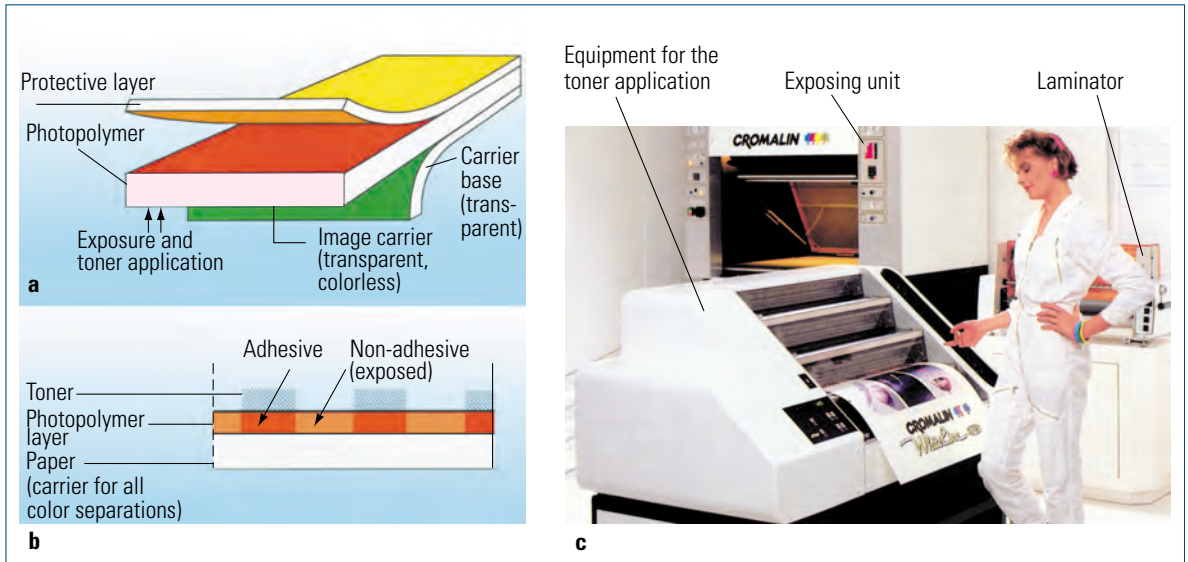 Protective layer
Photopolymer
Exposure and
toner application
Image carrier
(transparent,
colorless)
Carrier
base
(trans-
parent)
a
Adhesive
Non-adhesive
(exposed)
Toner
Photopolymer
layer
Paper
(carrier for all
color separations)
b
Equipment for the
toner application
Exposing unit
Laminator
CROMALIN
CROMALIN
c